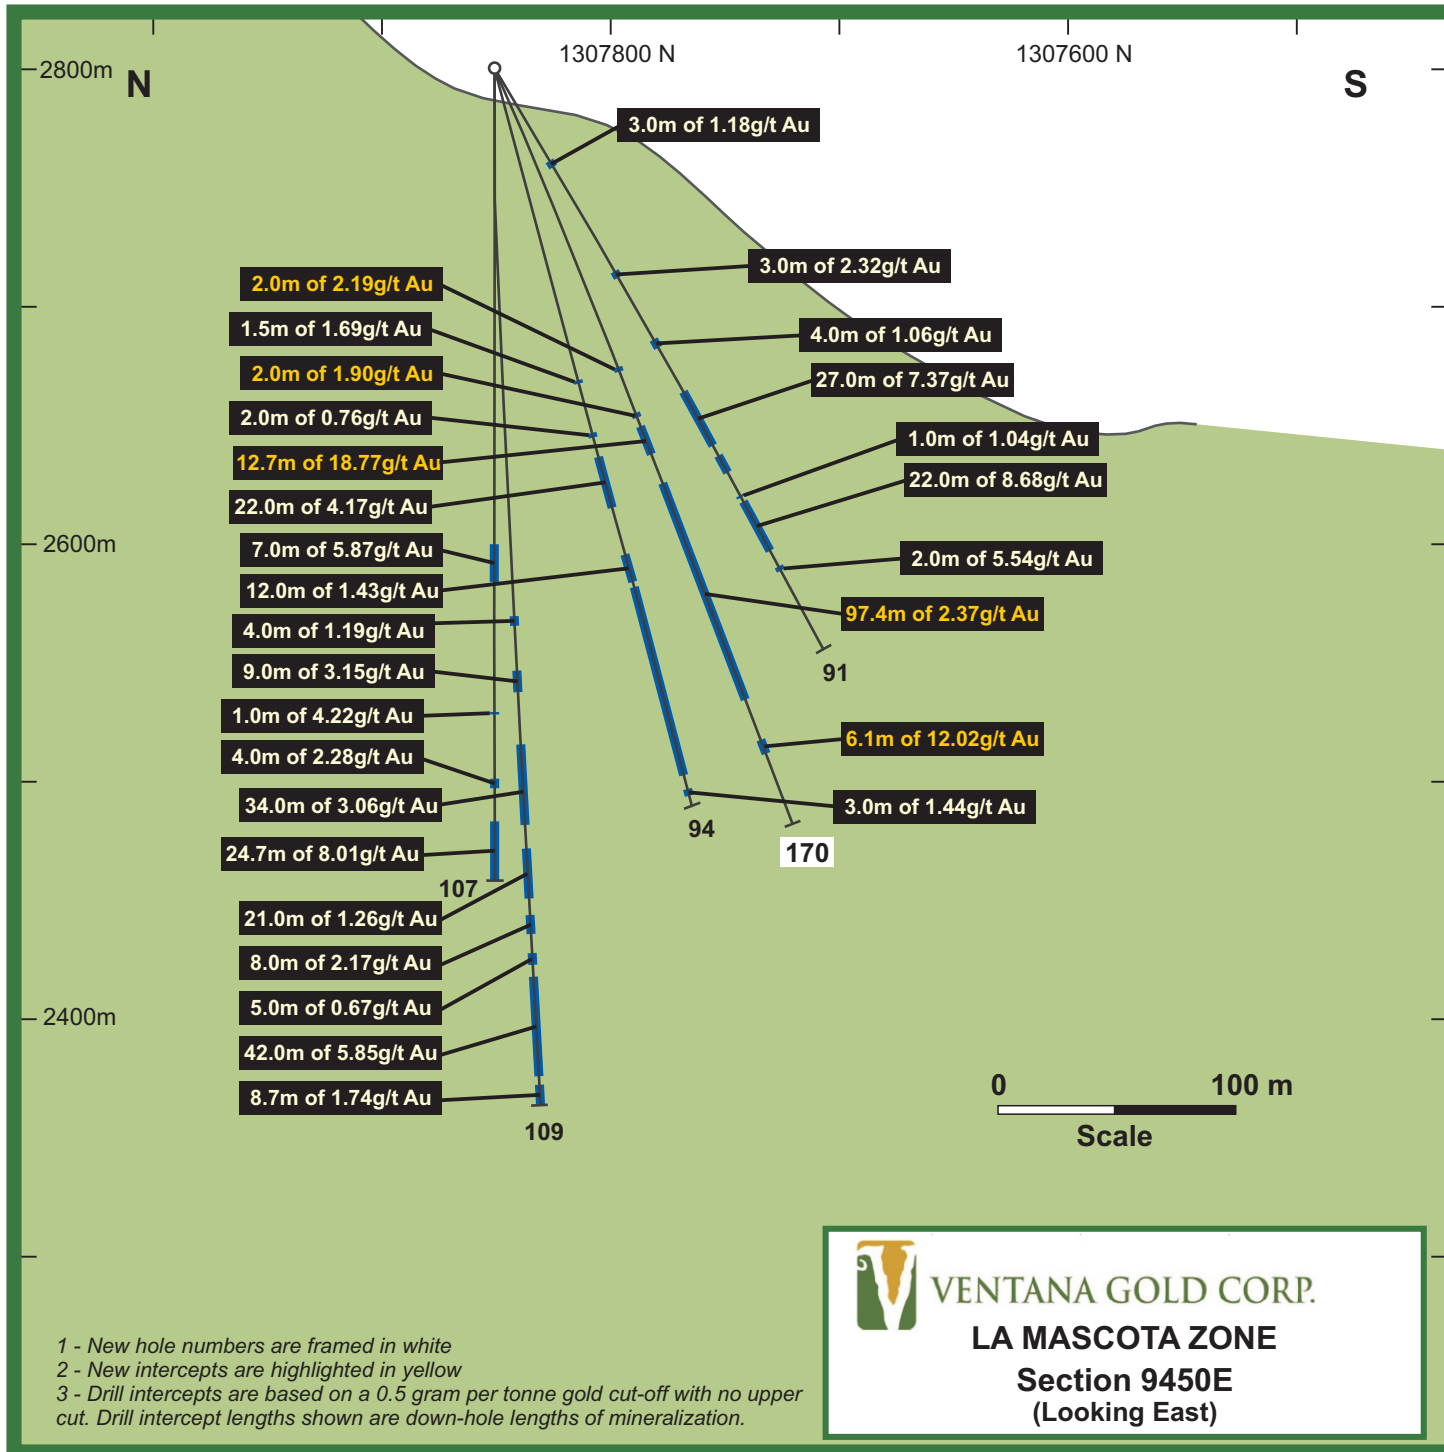 1307800 N
1307600 N
2800m
N
S
3.0m of 1.18g/t Au
3.0m of 2.32g/t Au
2.0m of 2.19g/t Au
1.5m of 1.69g/t Au
4.0m of 1.06g/t Au
2.0m of 1.90g/t Au
27.0m of 7.37g/t Au
2.0m of 0.76g/t Au
1.0m of 1.04g/t Au
12.7m of 18.77g/t Au
22.0m of 8.68g/t Au
22.0m of 4.17g/t Au
2600m
7.0m of 5.87g/t Au
2.0m of 5.54g/t Au
12.0m of 1.43g/t Au
97.4m of 2.37g/t Au
4.0m of 1.19g/t Au
9.0m of 3.15g/t Au
91
1.0m of 4.22g/t Au
6.1m of 12.02g/t Au
4.0m of 2.28g/t Au
34.0m of 3.06g/t Au
3.0m of 1.44g/t Au
94
24.7m of 8.01g/t Au
170
107
21.0m of 1.26g/t Au
8.0m of 2.17g/t Au
5.0m of 0.67g/t Au
2400m
42.0m of 5.85g/t Au
8.7m of 1.74g/t Au
109
0 100 m
Scale
VENTANA GOLD CORP.
LA MASCOTA ZONE
Section 9450E
(Looking East)
1 - New hole numbers are framed in white
2 - New intercepts are highlighted in yellow
3 - Drill intercepts are based on a 0.5 gram per tonne gold cut-off with no upper
cut. Drill intercept lengths shown are down-hole lengths of mineralization.